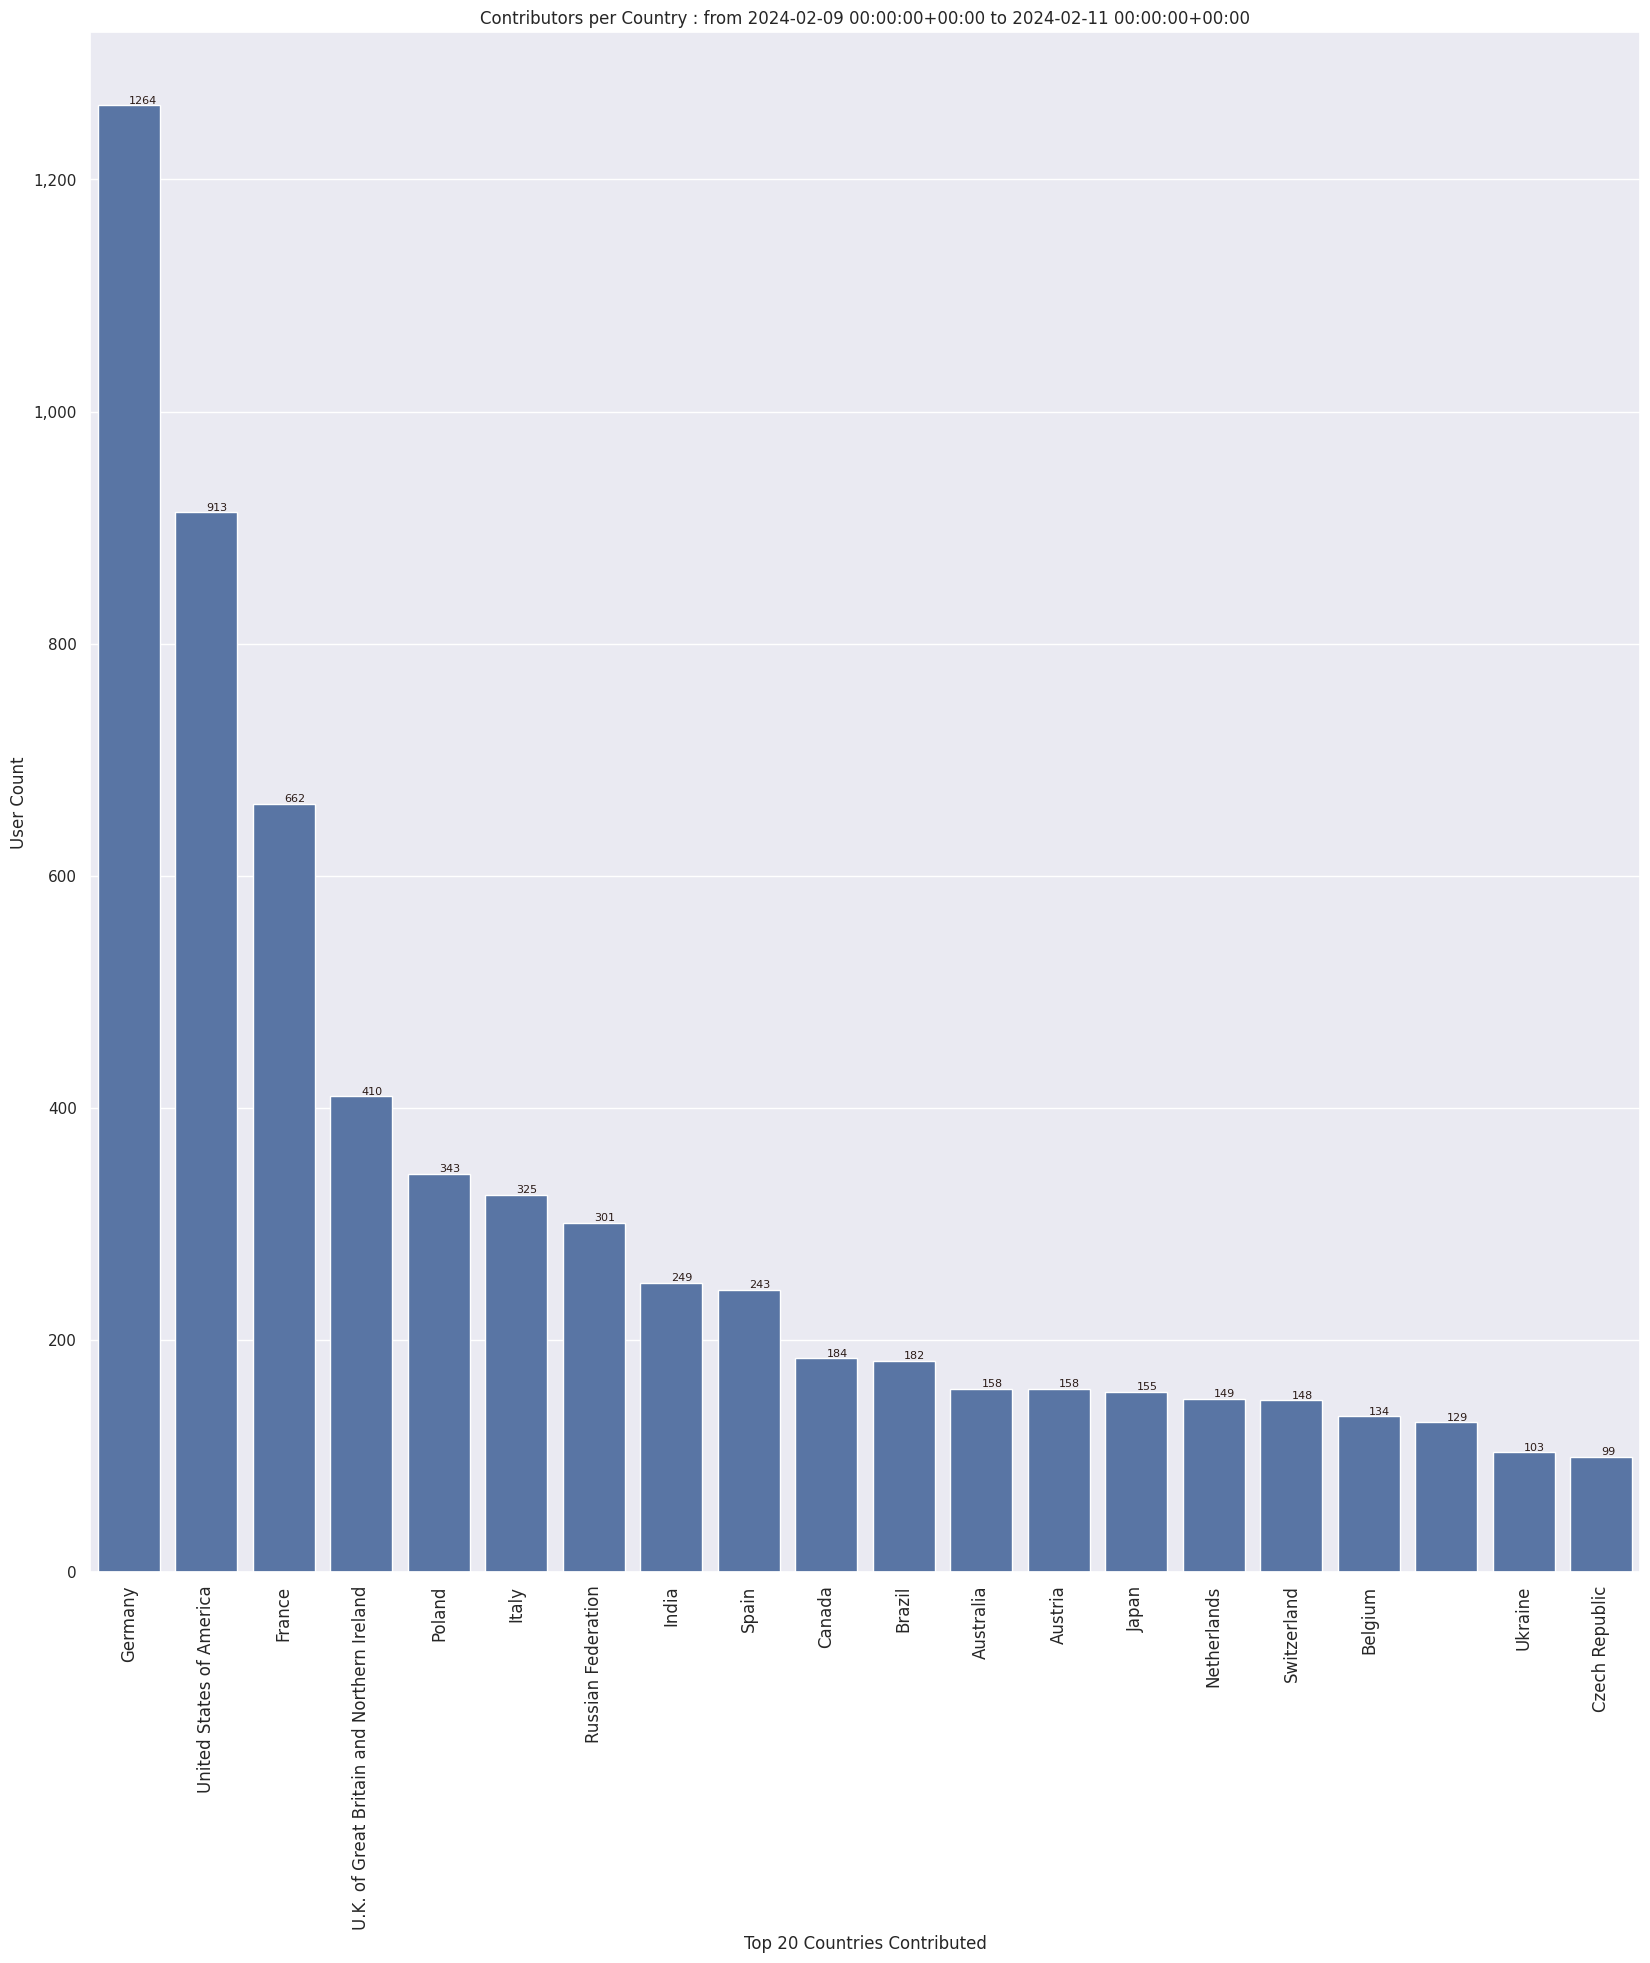 Contributors per Country : from 2024-02-09 00:00:00+00:00 to 2024-02-11 00:00:00+00:00
User Count
1,200
1,000
800
600
400
200
0
1264
913
662
410
343
325
301
249
243
184
182
158
158
155
149
148
134
129
103
99
Germany
United States of America
France
U.K. of Great Britain and Northern Ireland
Poland
Italy
Russian Federation
India
Spain
Canada
Brazil
Australia
Austria
Japan
Netherlands
Switzerland
Belgium
Ukraine
Czech Republic
Top 20 Countries Contributed